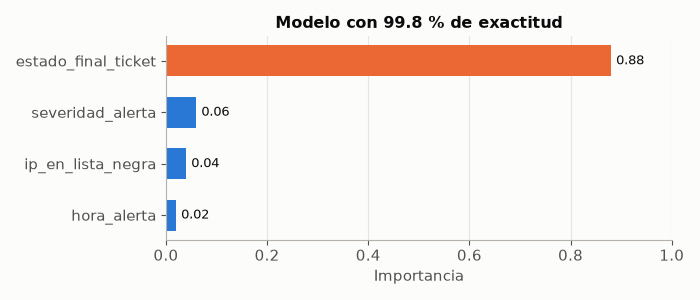 Modelo con 99.8 % de exactitud
estado_final_ticket
0.88
severidad_alerta
0.06
ip_en_lista_negra
0.04
hora_alerta
0.02
0.0 0.2 0.4 0.6 0.8 1.0
Importancia